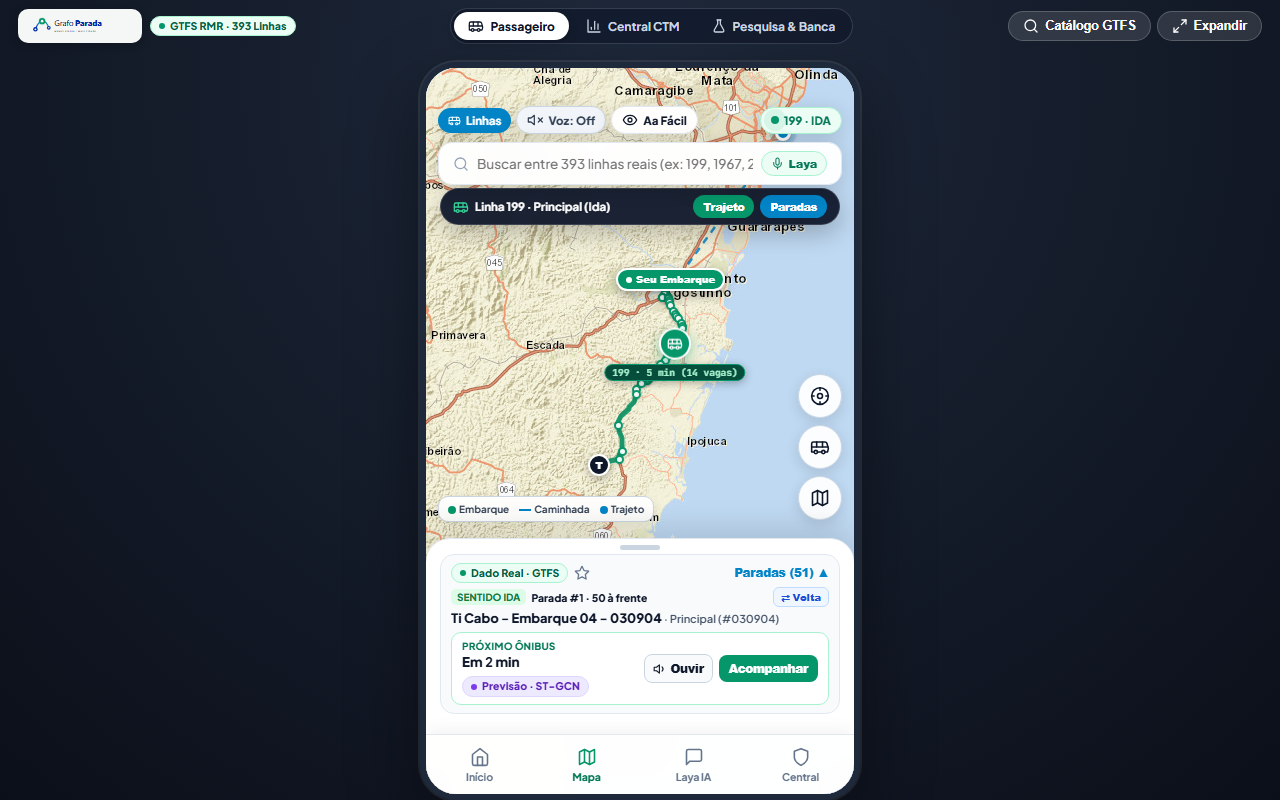 Grafo Parada
GTFS RMR · 393 Linhas
Passageiro
Central CTM
Pesquisa & Banca
Catálogo GTFS
Expandir
Chã de
Alegria
Lourenço da
Mata
Olinda
Camaragibe
050
101
Linhas
Voz: Off
Aa Fácil
199 · IDA
Buscar entre 393 linhas reais (ex: 199, 1967, 2
Laya
Linha 199 · Principal (Ida)
Trajeto
Paradas
Guararapes
045
Seu Embarque
nto
gostinho
Primavera
Escada
199 · 5 min (14 vagas)
Ipojuca
beirão
T
064
Embarque
Caminhada
Trajeto
060
Dado Real · GTFS
Paradas (51) ▲
SENTIDO IDA
Parada #1 · 50 à frente
⇄ Volta
Ti Cabo - Embarque 04 - 030904 · Principal (#030904)
PRÓXIMO ÔNIBUS
Em 2 min
Previsão · ST-GCN
Ouvir
Acompanhar
Início
Mapa
Laya IA
Central